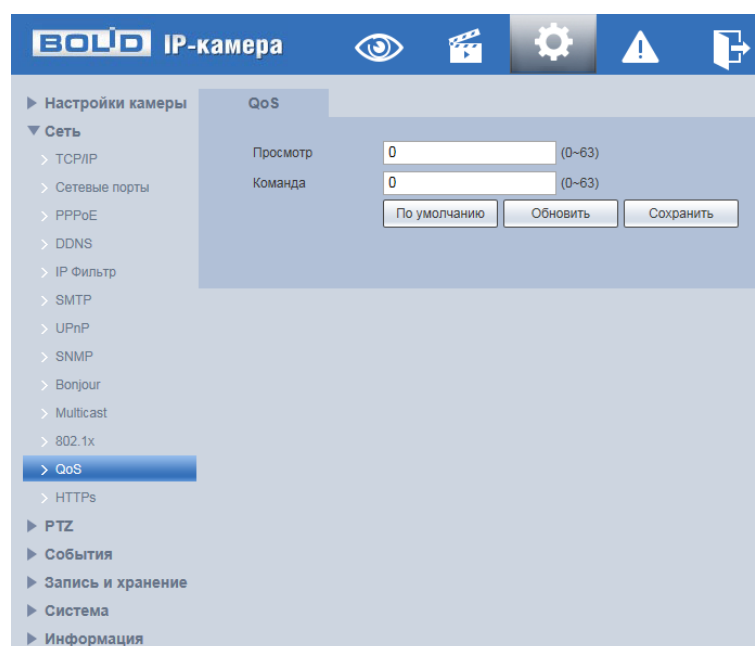 BOLID IP-камера
Настройки камеры
Сеть
TCP/IP
Сетевые порты
PPPoE
DDNS
IP Фильтр
SMTP
UPnP
SNMP
Bonjour
Multicast
802.1x
QoS
HTTPs
PTZ
События
Запись и хранение
Система
Информация
QoS
Просмотр 0 (0~63)
Команда 0 (0~63)
По умолчанию Обновить Сохранить